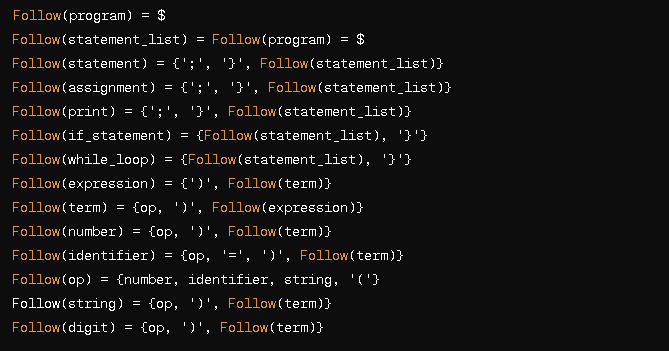 Follow(program) = $
Follow(statement_list) = Follow(program) = $
Follow(statement) = {';', '}', Follow(statement_list)}
Follow(assignment) = {';', '}', Follow(statement_list)}
Follow(print) = {';', '}', Follow(statement_list)}
Follow(if_statement) = {Follow(statement_list), '}'}
Follow(while_loop) = {Follow(statement_list), '}'}
Follow(expression) = {')', Follow(term)}
Follow(term) = {op, ')', Follow(expression)}
Follow(number) = {op, ')', Follow(term)}
Follow(identifier) = {op, '=', ')', Follow(term)}
Follow(op) = {number, identifier, string, '('}
Follow(string) = {op, ')', Follow(term)}
Follow(digit) = {op, ')', Follow(term)}